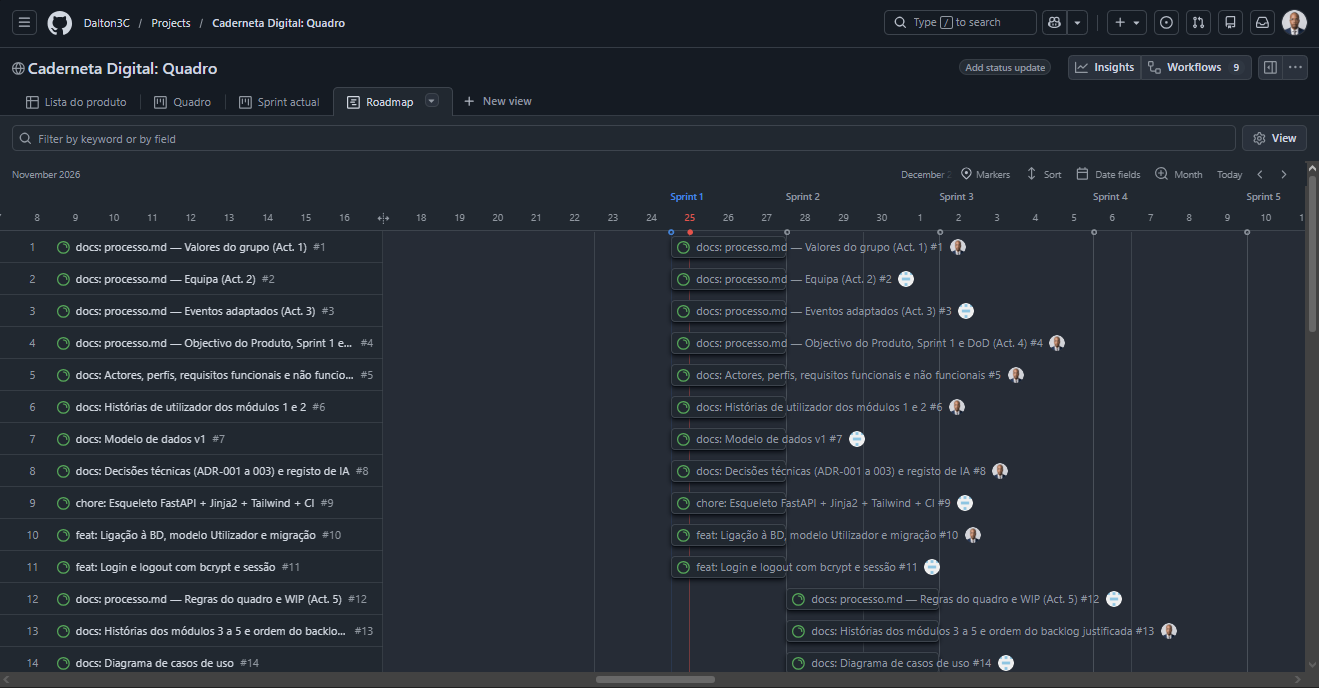 Dalton3C / Projects / Caderneta Digital: Quadro
Type / to search
Caderneta Digital: Quadro
Add status update
Insights
Workflows 9
Lista do produto
Quadro
Sprint actual
Roadmap
New view
Filter by keyword or by field
View
November 2026
December
Markers
Sort
Date fields
Month
Today
Sprint 1 Sprint 2 Sprint 3 Sprint 4 Sprint 5
8 9 10 11 12 13 14 15 16 18 19 20 21 22 23 24 25 26 27 28 29 30 1 2 3 4 5 6 7 8 9 10
1 docs: processo.md — Valores do grupo (Act. 1) #1 docs: processo.md — Valores do grupo (Act. 1) #1
2 docs: processo.md — Equipa (Act. 2) #2 docs: processo.md — Equipa (Act. 2) #2
3 docs: processo.md — Eventos adaptados (Act. 3) #3 docs: processo.md — Eventos adaptados (Act. 3) #3
4 docs: processo.md — Objectivo do Produto, Sprint 1 e... #4 docs: processo.md — Objectivo do Produto, Sprint 1 e DoD (Act. 4) #4
5 docs: Actores, perfis, requisitos funcionais e não funcio... #5 docs: Actores, perfis, requisitos funcionais e não funcionais #5
6 docs: Histórias de utilizador dos módulos 1 e 2 #6 docs: Histórias de utilizador dos módulos 1 e 2 #6
7 docs: Modelo de dados v1 #7 docs: Modelo de dados v1 #7
8 docs: Decisões técnicas (ADR-001 a 003) e registo de IA #8 docs: Decisões técnicas (ADR-001 a 003) e registo de IA #8
9 chore: Esqueleto FastAPI + Jinja2 + Tailwind + CI #9 chore: Esqueleto FastAPI + Jinja2 + Tailwind + CI #9
10 feat: Ligação à BD, modelo Utilizador e migração #10 feat: Ligação à BD, modelo Utilizador e migração #10
11 feat: Login e logout com bcrypt e sessão #11 feat: Login e logout com bcrypt e sessão #11
12 docs: processo.md — Regras do quadro e WIP (Act. 5) #12 docs: processo.md — Regras do quadro e WIP (Act. 5) #12
13 docs: Histórias dos módulos 3 a 5 e ordem do backlo... #13 docs: Histórias dos módulos 3 a 5 e ordem do backlog justificada #13
14 docs: Diagrama de casos de uso #14 docs: Diagrama de casos de uso #14